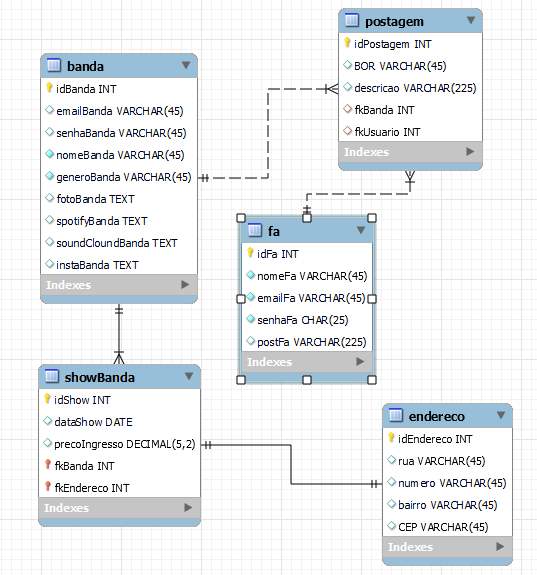 postagem
idPostagem INT
BOR VARCHAR(45)
descricao VARCHAR(225)
fkBanda INT
fkUsuario INT
Indexes
banda
idBanda INT
emailBanda VARCHAR(45)
senhaBanda VARCHAR(45)
nomeBanda VARCHAR(45)
generoBanda VARCHAR(45)
fotoBanda TEXT
spotifyBanda TEXT
soundCloundBanda TEXT
instaBanda TEXT
Indexes
fa
idFa INT
nomeFa VARCHAR(45)
emailFa VARCHAR(45)
senhaFa CHAR(25)
postFa VARCHAR(225)
Indexes
showBanda
idShow INT
dataShow DATE
precoIngresso DECIMAL(5,2)
fkBanda INT
fkEndereco INT
Indexes
endereco
idEndereco INT
rua VARCHAR(45)
numero VARCHAR(45)
bairro VARCHAR(45)
CEP VARCHAR(45)
Indexes